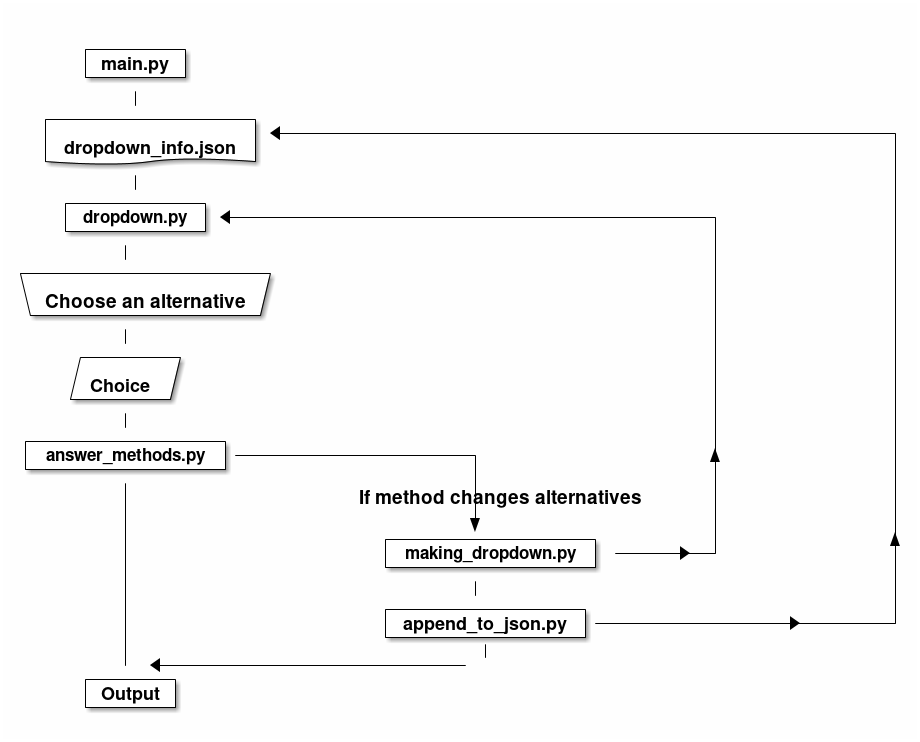 main.py
dropdown_info.json
dropdown.py
Choose an alternative
Choice
answer_methods.py
If method changes alternatives
making_dropdown.py
append_to_json.py
Output